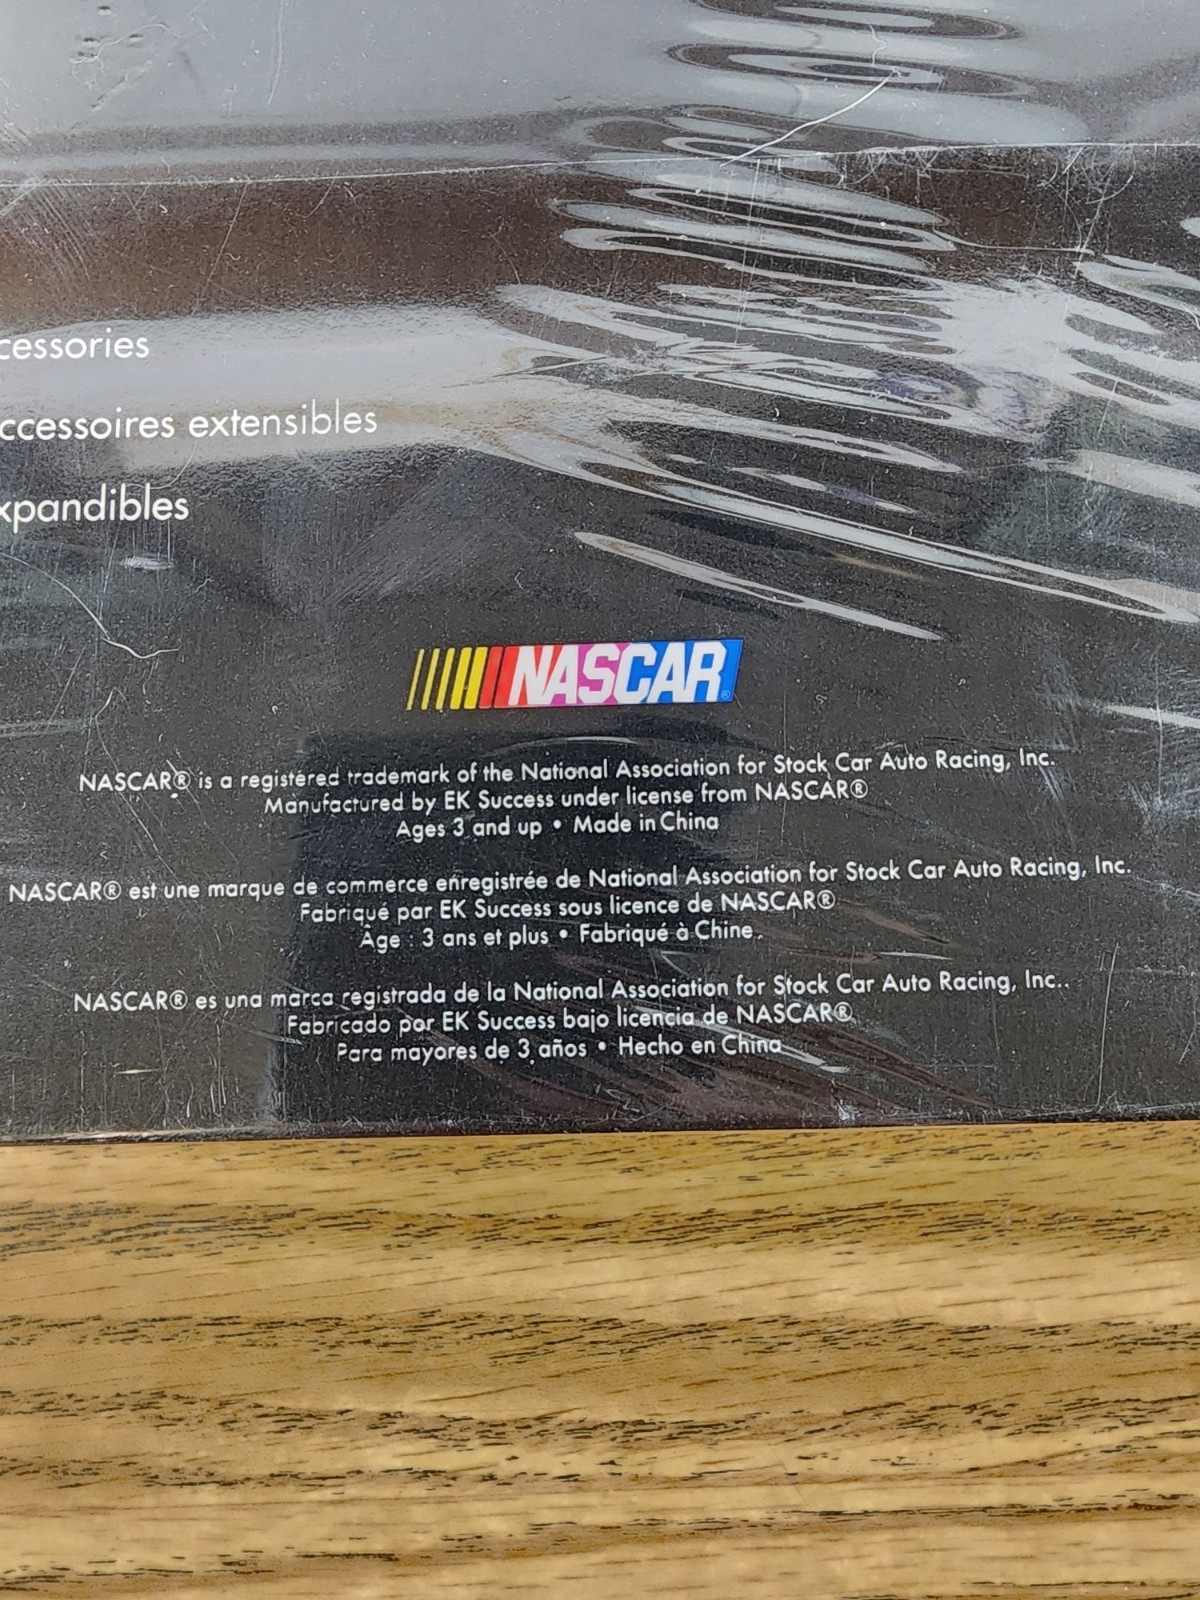 cessories
ccessoires extensibles
xpandibles
NASCAR®
NASCAR® is a registered trademark of the National Association for Stock Car Auto Racing, Inc.
Manufactured by EK Success under license from NASCAR®
Ages 3 and up • Made in China
NASCAR® est une marque de commerce enregistrée de National Association for Stock Car Auto Racing, Inc.
Fabriqué par EK Success sous licence de NASCAR®
Âge : 3 ans et plus • Fabriqué à Chine.
NASCAR® es una marca registrada de la National Association for Stock Car Auto Racing, Inc..
Fabricado por EK Success bajo licencia de NASCAR®
Para mayores de 3 años • Hecho en China